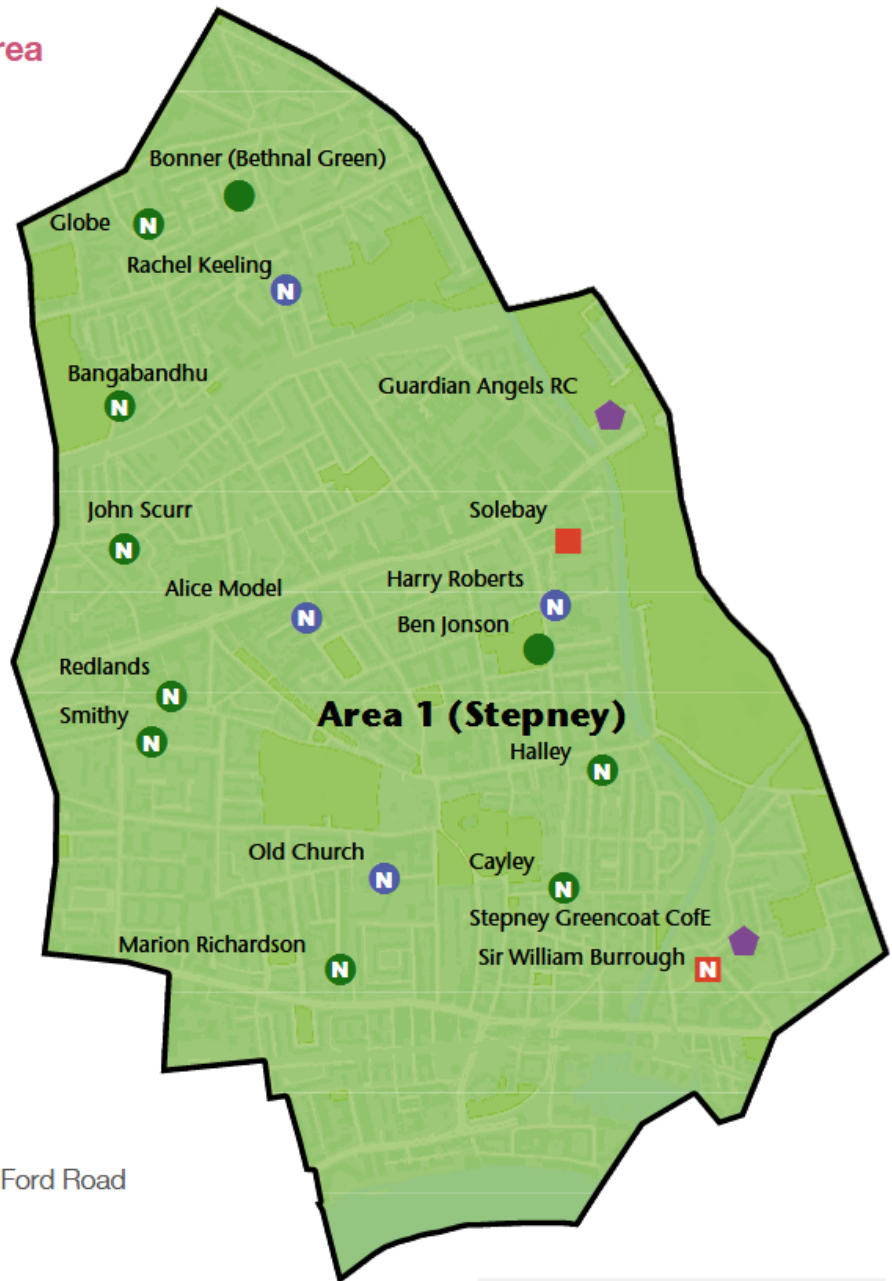 rea
Bonner (Bethnal Green)
Globe
N
Rachel Keeling
N
Bangabandhu
N
Guardian Angels RC
John Scurr
N
Solebay
Alice Model
N
Harry Roberts
N
Ben Jonson
Redlands
N
Smithy
N
Area 1 (Stepney)
Halley
N
Old Church
N
Cayley
N
Stepney Greencoat CofE
Marion Richardson
N
Sir William Burrough
N
Ford Road